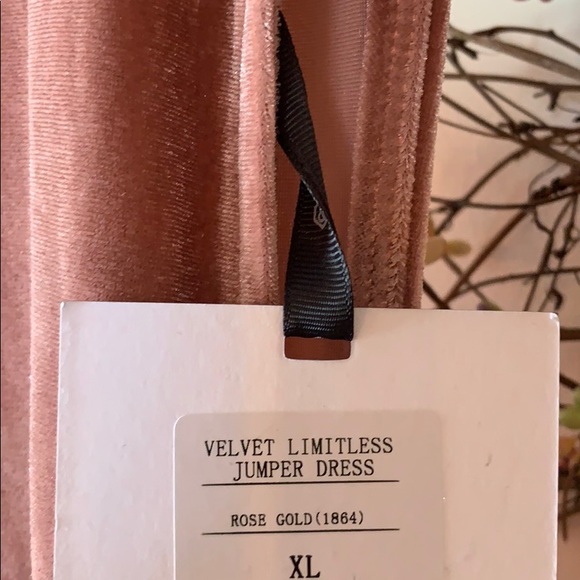 VELVET LIMITLESS
JUMPER DRESS
ROSE GOLD(1864)
XL